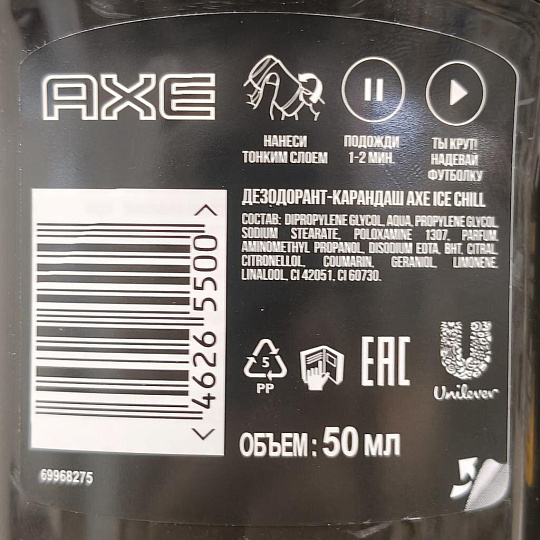 AXE
НАНЕСИ
ТОНКИМ СЛОЕМ
ПОДОЖДИ
1-2 МИН.
ТЫ КРУТ!
НАДЕВАЙ
ФУТБОЛКУ
ДЕЗОДОРАНТ-КАРАНДАШ AXE ICE CHILL
СОСТАВ: DIPROPYLENE GLYCOL, AQUA, PROPYLENE GLYCOL,
SODIUM STEARATE, POLOXAMINE 1307, PARFUM,
AMINOMETHYL PROPANOL, DISODIUM EDTA, BHT, CITRAL,
CITRONELLOL, COUMARIN, GERANIOL, LIMONENE,
LINALOOL, CI 42051, CI 60730.
< 4626 5500 >
5
PP
EAC
Unilever
ОБЪЕМ: 50 МЛ
69968275